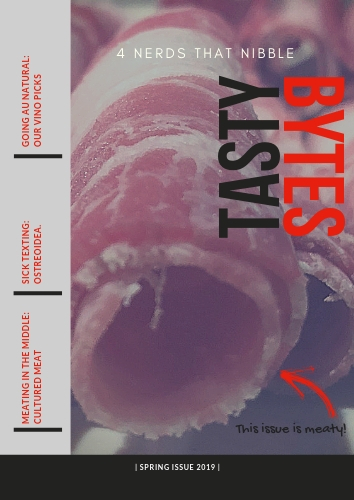 4 NERDS THAT NIBBLE
TASTY
BYTES
GOING AU NATURAL:
OUR VINO PICKS
SICK TEXTING:
OSTREOIDEA.
MEATING IN THE MIDDLE:
CULTURED MEAT
This issue is meaty!
| SPRING ISSUE 2019 |